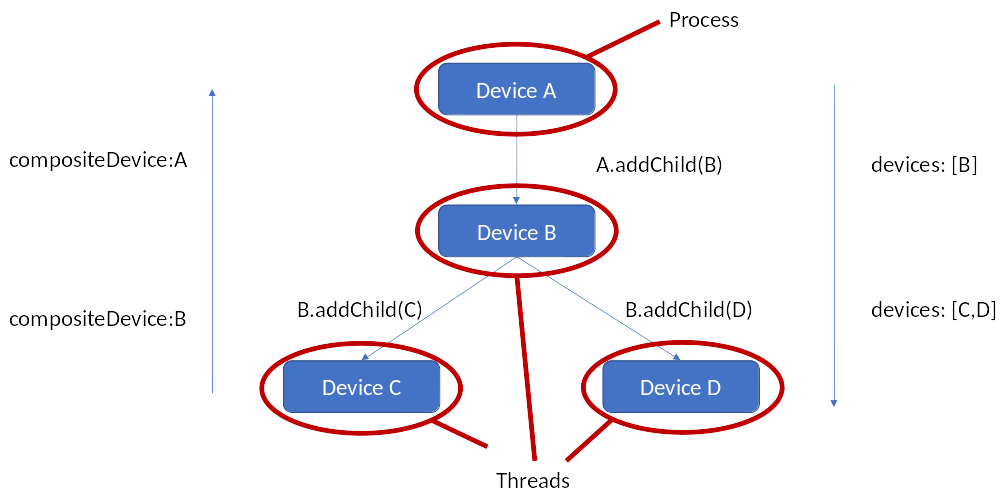 Process
Device A
compositeDevice:A
A.addChild(B)
devices: [B]
Device B
B.addChild(C)
B.addChild(D)
compositeDevice:B
devices: [C,D]
Device C
Device D
Threads